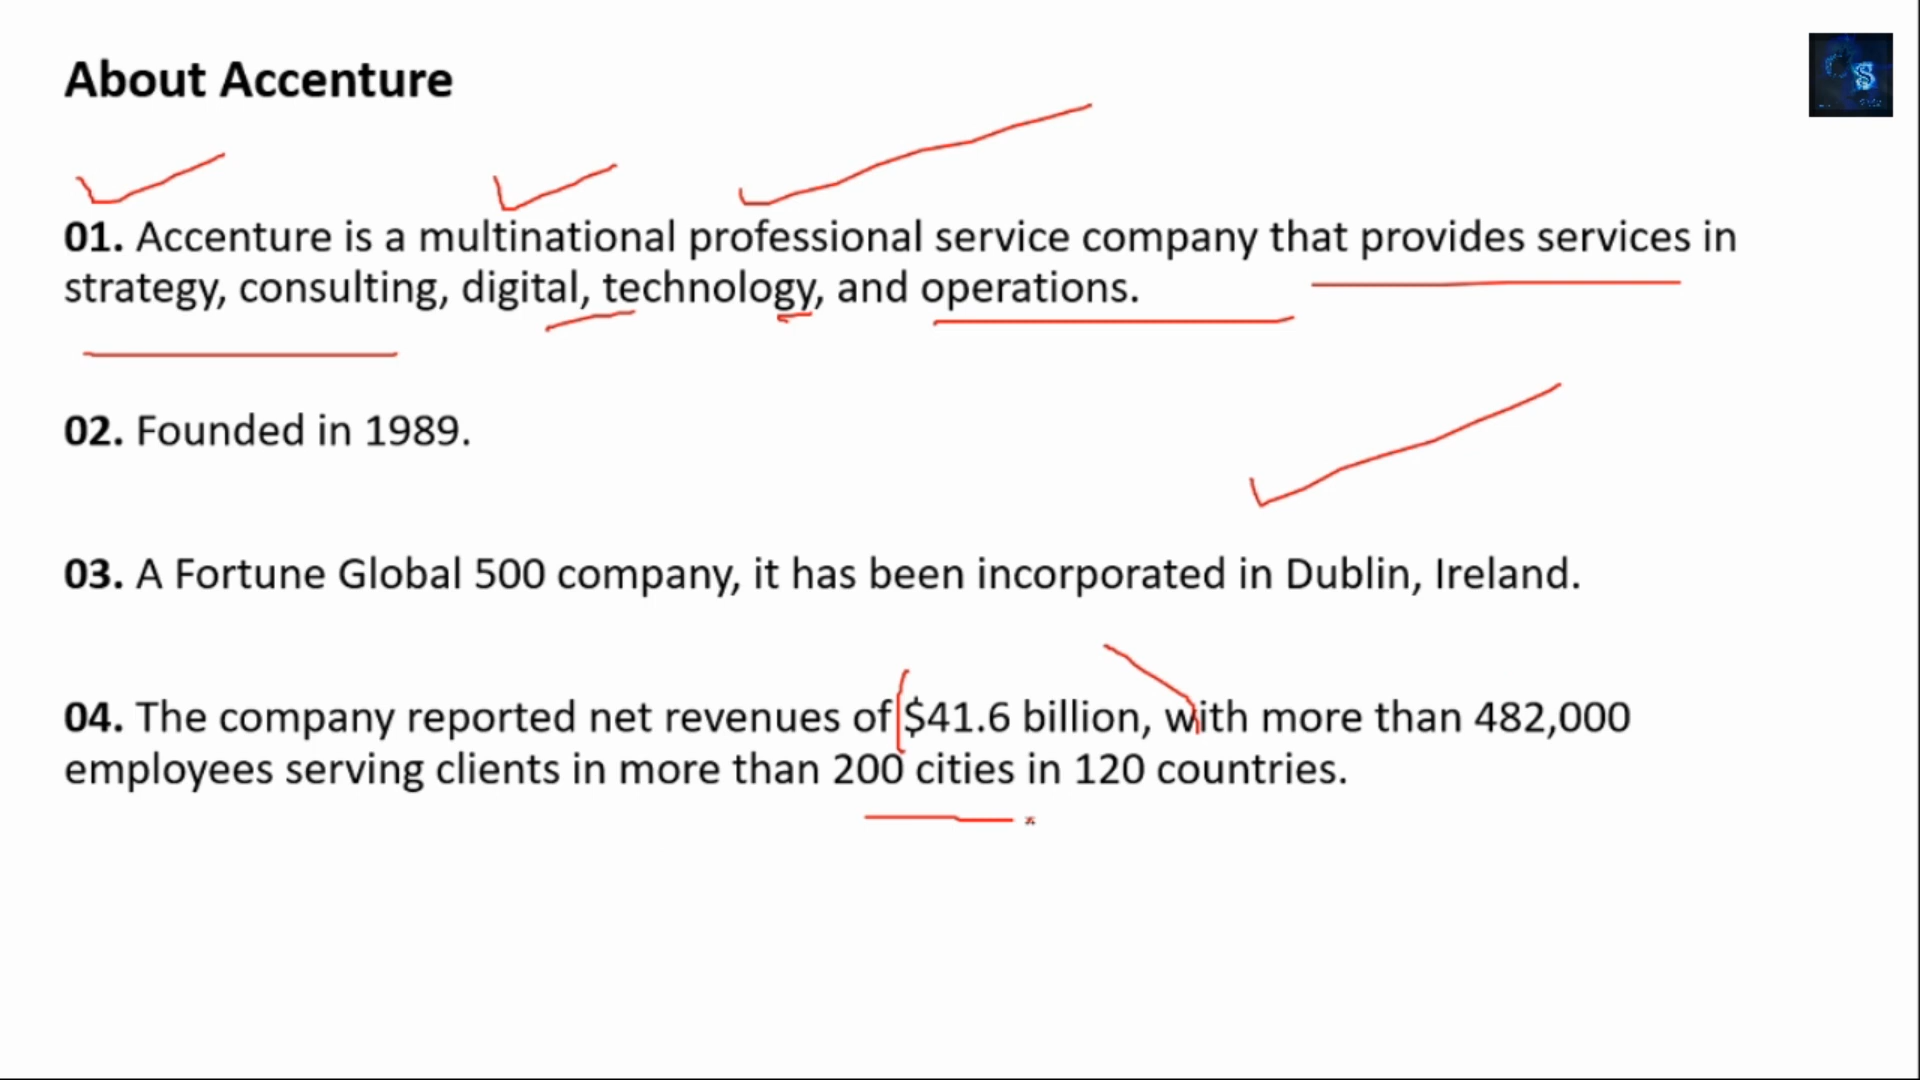 About Accenture
01. Accenture is a multinational professional service company that provides services in
strategy, consulting, digital, technology, and operations.
02. Founded in 1989.
03. A Fortune Global 500 company, it has been incorporated in Dublin, Ireland.
04. The company reported net revenues of $41.6 billion, with more than 482,000
employees serving clients in more than 200 cities in 120 countries.